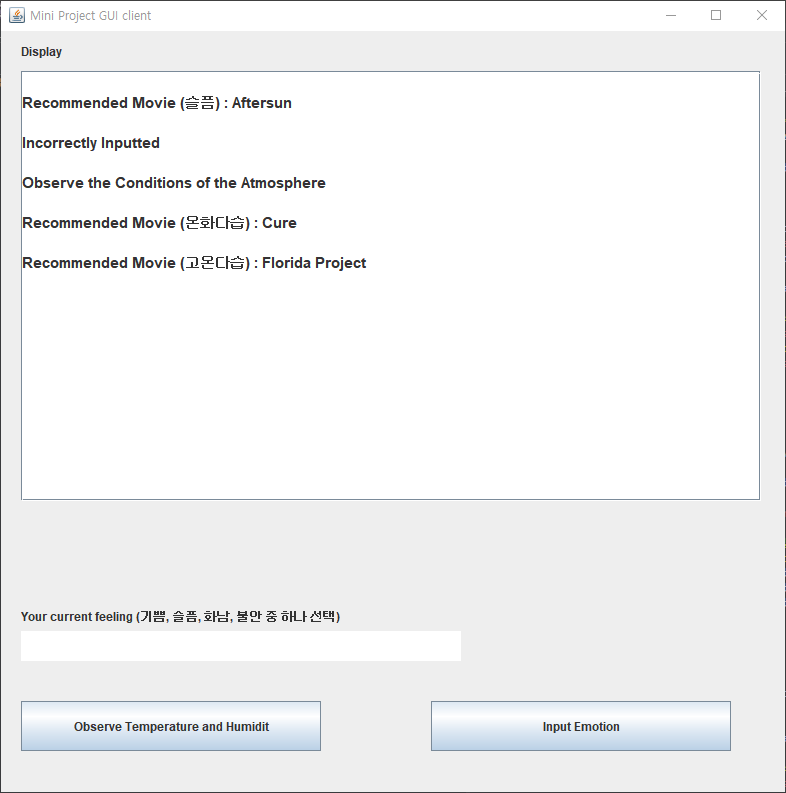 Mini Project GUI client
Display
Recommended Movie (슬픔) : Aftersun
Incorrectly Inputted
Observe the Conditions of the Atmosphere
Recommended Movie (온화다습) : Cure
Recommended Movie (고온다습) : Florida Project
Your current feeling (기쁨, 슬픔, 화남, 불안 중 하나 선택)
Observe Temperature and Humidit
Input Emotion